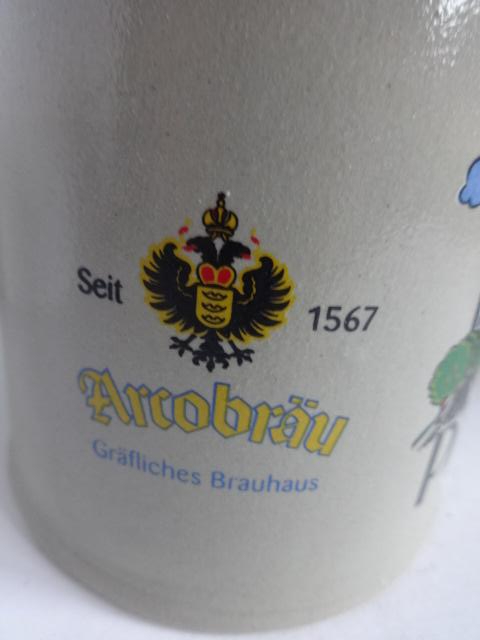 Seit 1567
Arcobräu
Gräfliches Brauhaus